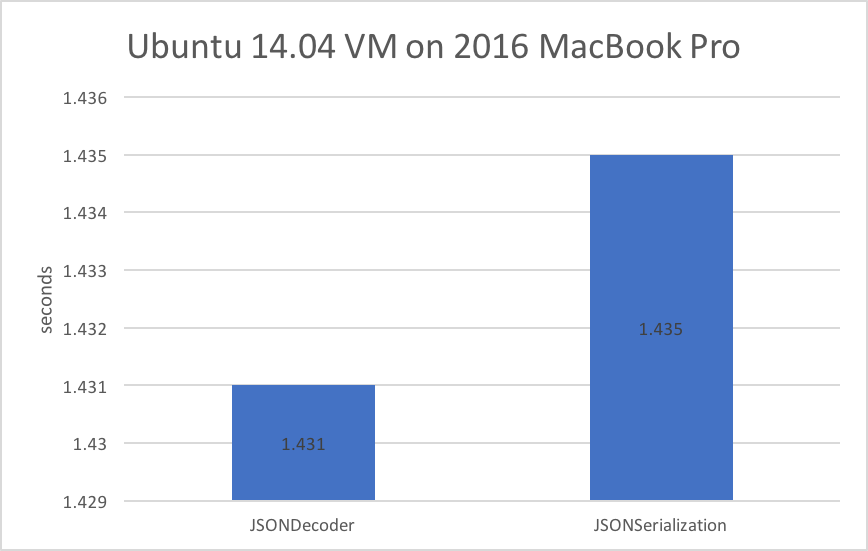 Ubuntu 14.04 VM on 2016 MacBook Pro
1.436
1.435
1.434
1.433
1.432
1.431
1.43
1.429
seconds
1.431
1.435
JSONDecoder
JSONSerialization